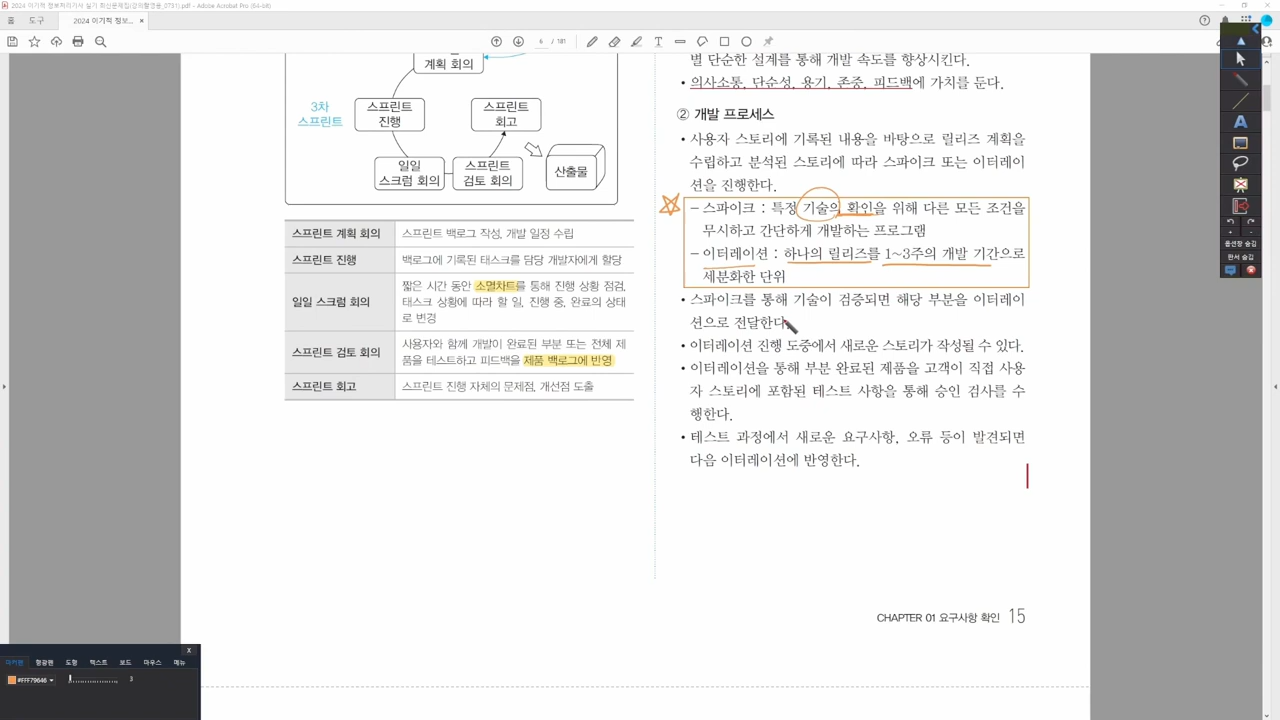 2024 이기적 정보처리기사 실기 최신문제집(강의촬영용_0731).pdf - Adobe Acrobat Pro (64-bit)
홈
도구
2024 이기적 정보...
×
계획 회의
3차
스프린트
스프린트
진행
스프린트
회고
일일
스크럼 회의
스프린트
검토 회의
산출물
스프린트 계획 회의 스프린트 백로그 작성, 개발 일정 수립
스프린트 진행 백로그에 기록된 태스크를 담당 개발자에게 할당
일일 스크럼 회의
짧은 시간 동안 소멸차트를 통해 진행 상황 점검,
태스크 상황에 따라 할 일, 진행 중, 완료의 상태
로 변경
스프린트 검토 회의
사용자와 함께 개발이 완료된 부분 또는 전체 제
품을 테스트하고 피드백을 제품 백로그에 반영
스프린트 회고 스프린트 진행 자체의 문제점, 개선점 도출
별 단순한 설계를 통해 개발 속도를 향상시킨다.
• 의사소통, 단순성, 용기, 존중, 피드백에 가치를 둔다.
② 개발 프로세스
• 사용자 스토리에 기록된 내용을 바탕으로 릴리즈 계획을
수립하고 분석된 스토리에 따라 스파이크 또는 이터레이
션을 진행한다.
– 스파이크 : 특정 기술의 확인을 위해 다른 모든 조건을
무시하고 간단하게 개발하는 프로그램
– 이터레이션 : 하나의 릴리즈를 1~3주의 개발 기간으로
세분화한 단위
• 스파이크를 통해 기술이 검증되면 해당 부분을 이터레이
션으로 전달한다.
• 이터레이션 진행 도중에서 새로운 스토리가 작성될 수 있다.
• 이터레이션을 통해 부분 완료된 제품을 고객이 직접 사용
자 스토리에 포함된 테스트 사항을 통해 승인 검사를 수
행한다.
• 테스트 과정에서 새로운 요구사항, 오류 등이 발견되면
다음 이터레이션에 반영한다.
CHAPTER 01 요구사항 확인 15
옵션창 숨김
판서 숨김
X
형광펜 도형 텍스트 보드 마우스 메뉴
#FFF79646 3